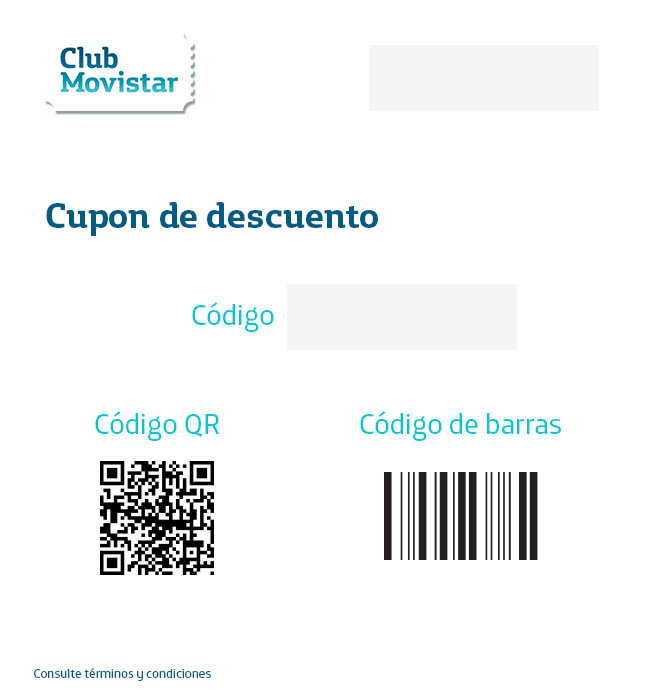 Club
Movistar
Cupon de descuento
Código
Código QR
Código de barras
Consulte términos y condiciones